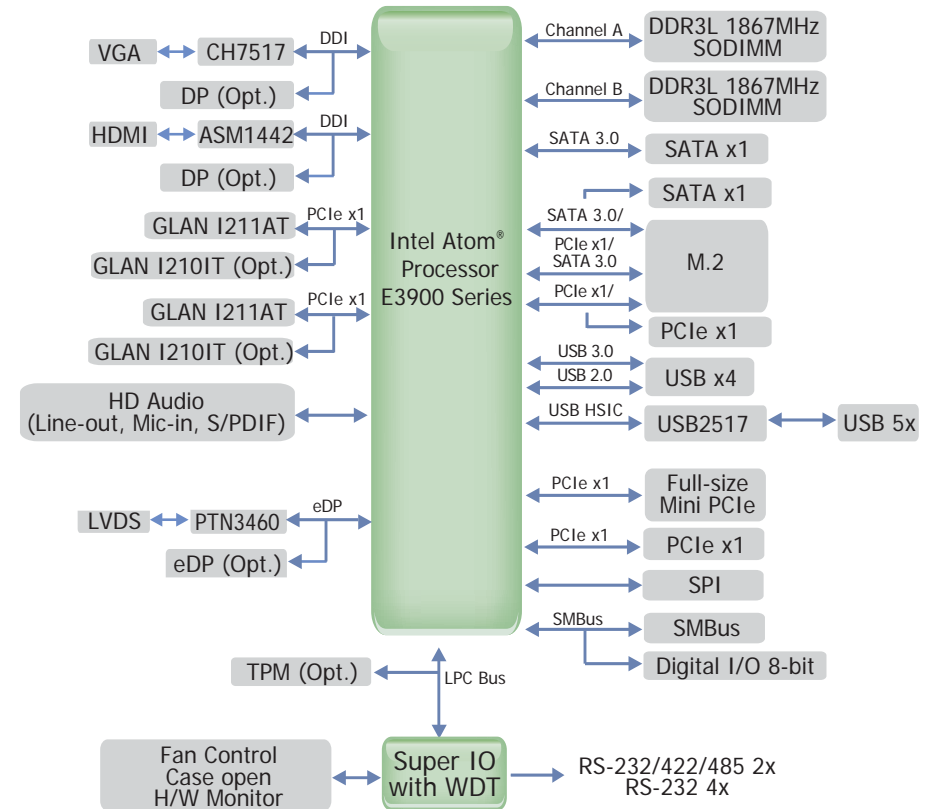 VGA
CH7517
DDI
DP (Opt.)
HDMI
ASM1442
DDI
DP (Opt.)
GLAN I211AT
PCIe x1
GLAN I210IT (Opt.)
GLAN I211AT
PCIe x1
GLAN I210IT (Opt.)
HD Audio
(Line-out, Mic-in, S/PDIF)
LVDS
PTN3460
eDP
eDP (Opt.)
Intel Atom®
Processor
E3900 Series
Channel A
DDR3L 1867MHz
SODIMM
Channel B
DDR3L 1867MHz
SODIMM
SATA 3.0
SATA x1
SATA x1
SATA 3.0/
PCIe x1/
SATA 3.0
PCIe x1/
M.2
PCIe x1
USB 3.0
USB 2.0
USB x4
USB HSIC
USB2517
USB 5x
PCIe x1
Full-size
Mini PCIe
PCIe x1
PCIe x1
SPI
SMBus
SMBus
Digital I/O 8-bit
TPM (Opt.)
LPC Bus
Fan Control
Case open
H/W Monitor
Super IO
with WDT
RS-232/422/485 2x
RS-232 4x